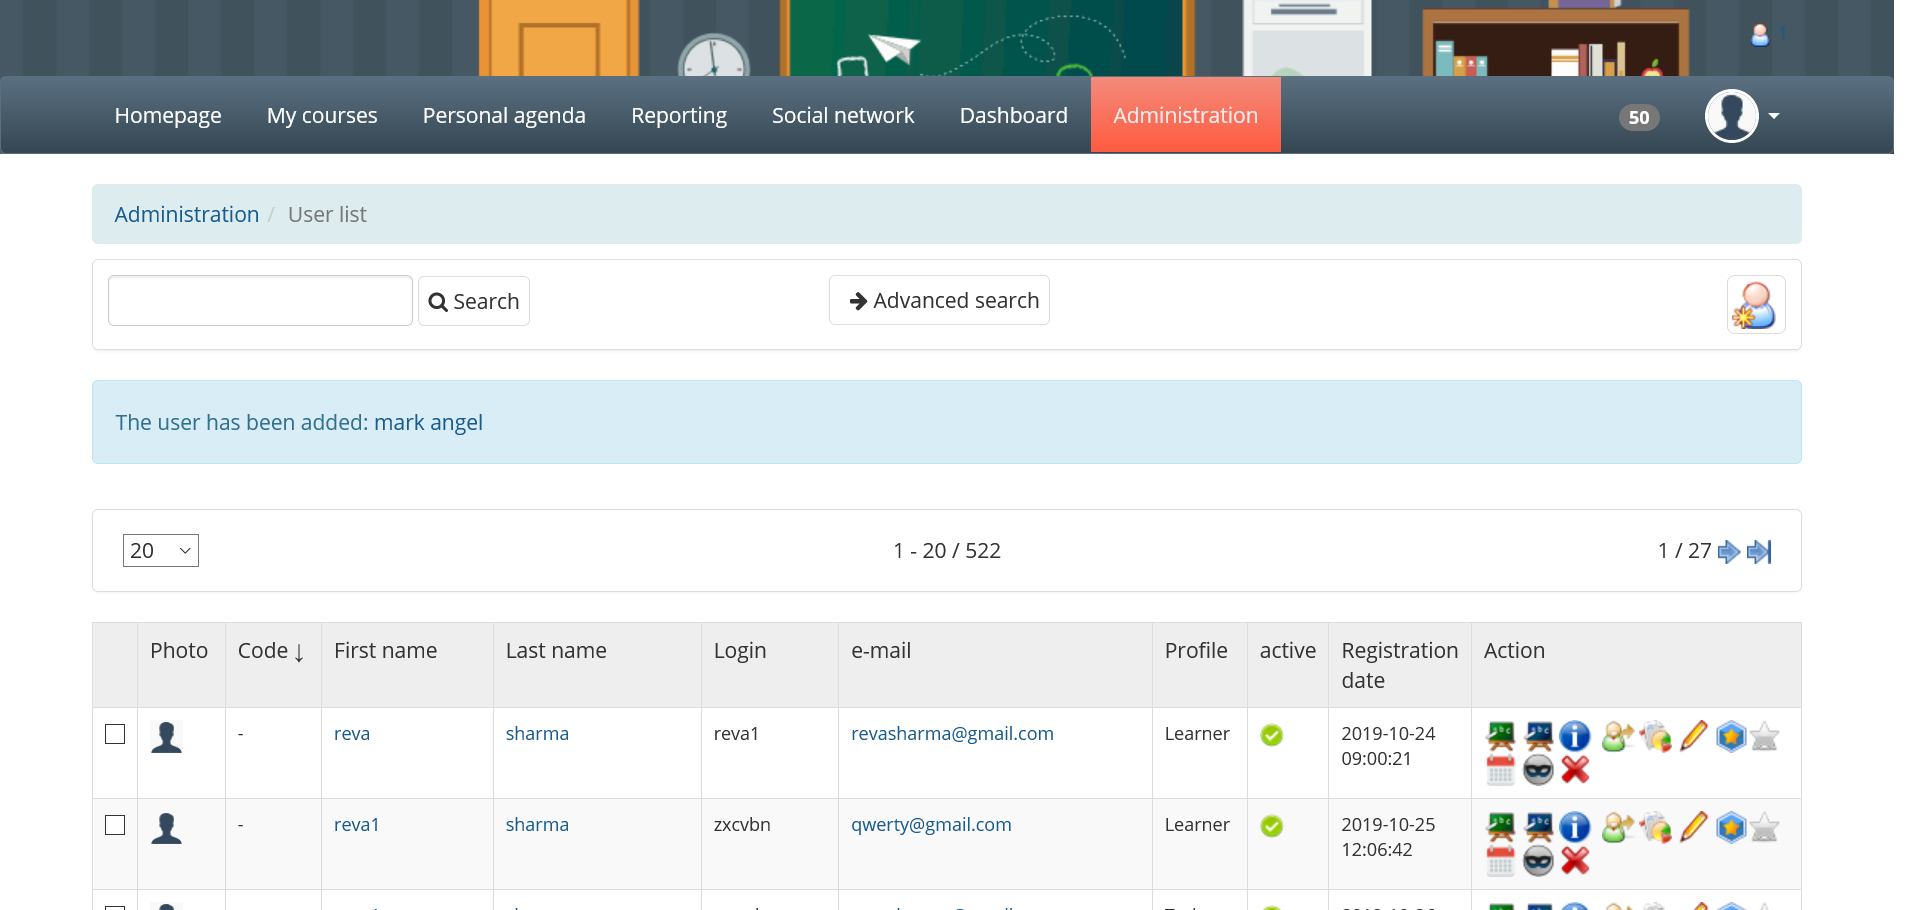 1
Homepage My courses Personal agenda Reporting Social network Dashboard Administration 50
Administration / User list
Search Advanced search
The user has been added: mark angel
20 1 - 20 / 522 1 / 27
Photo Code ↓ First name Last name Login e-mail Profile active Registration date Action
- reva sharma reva1 revasharma@gmail.com Learner 2019-10-24 09:00:21
- reva1 sharma zxcvbn qwerty@gmail.com Learner 2019-10-25 12:06:42